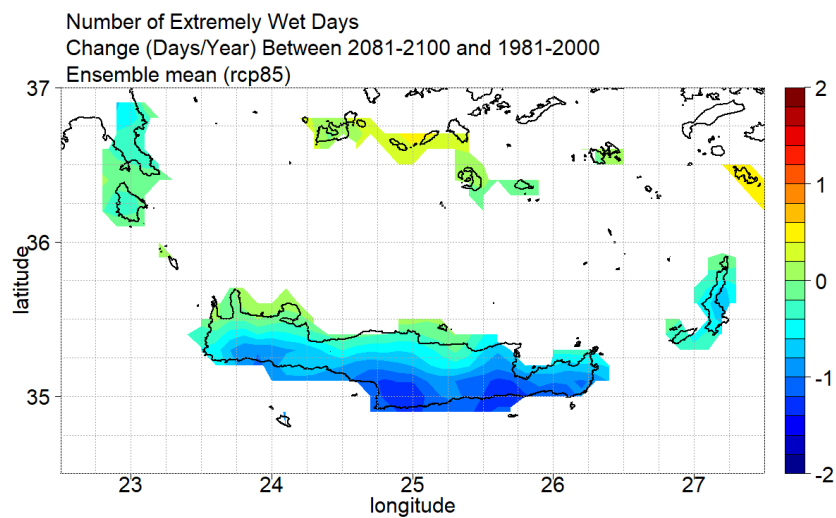 Number of Extremely Wet Days
Change (Days/Year) Between 2081-2100 and 1981-2000
Ensemble mean (rcp85)
37
36
35
latitude
23 24 25 26 27
longitude
2
1
0
-1
-2